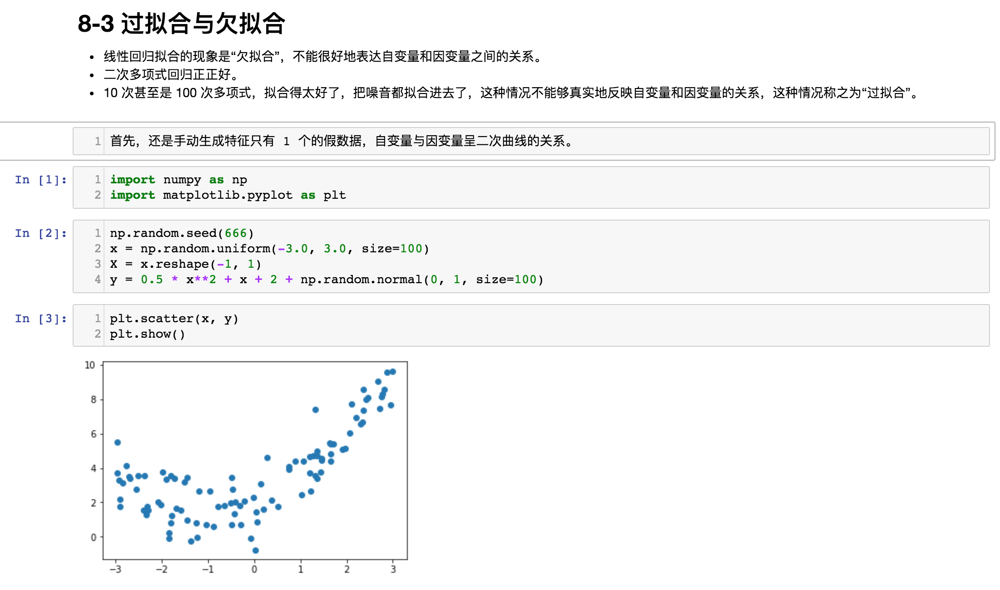 8-3 过拟合与欠拟合
• 线性回归拟合的现象是“欠拟合”，不能很好地表达自变量和因变量之间的关系。
• 二次多项式回归正正好。
• 10 次甚至是 100 次多项式，拟合得太好了，把噪音都拟合进去了，这种情况不能够真实地反映自变量和因变量的关系，这种情况称之为“过拟合”。
1 首先，还是手动生成特征只有 1 个的假数据，自变量与因变量呈二次曲线的关系。
In [1]: 1 import numpy as np
2 import matplotlib.pyplot as plt
In [2]: 1 np.random.seed(666)
2 x = np.random.uniform(-3.0, 3.0, size=100)
3 X = x.reshape(-1, 1)
4 y = 0.5 * x**2 + x + 2 + np.random.normal(0, 1, size=100)
In [3]: 1 plt.scatter(x, y)
2 plt.show()
10
8
6
4
2
0
−3 −2 −1 0 1 2 3